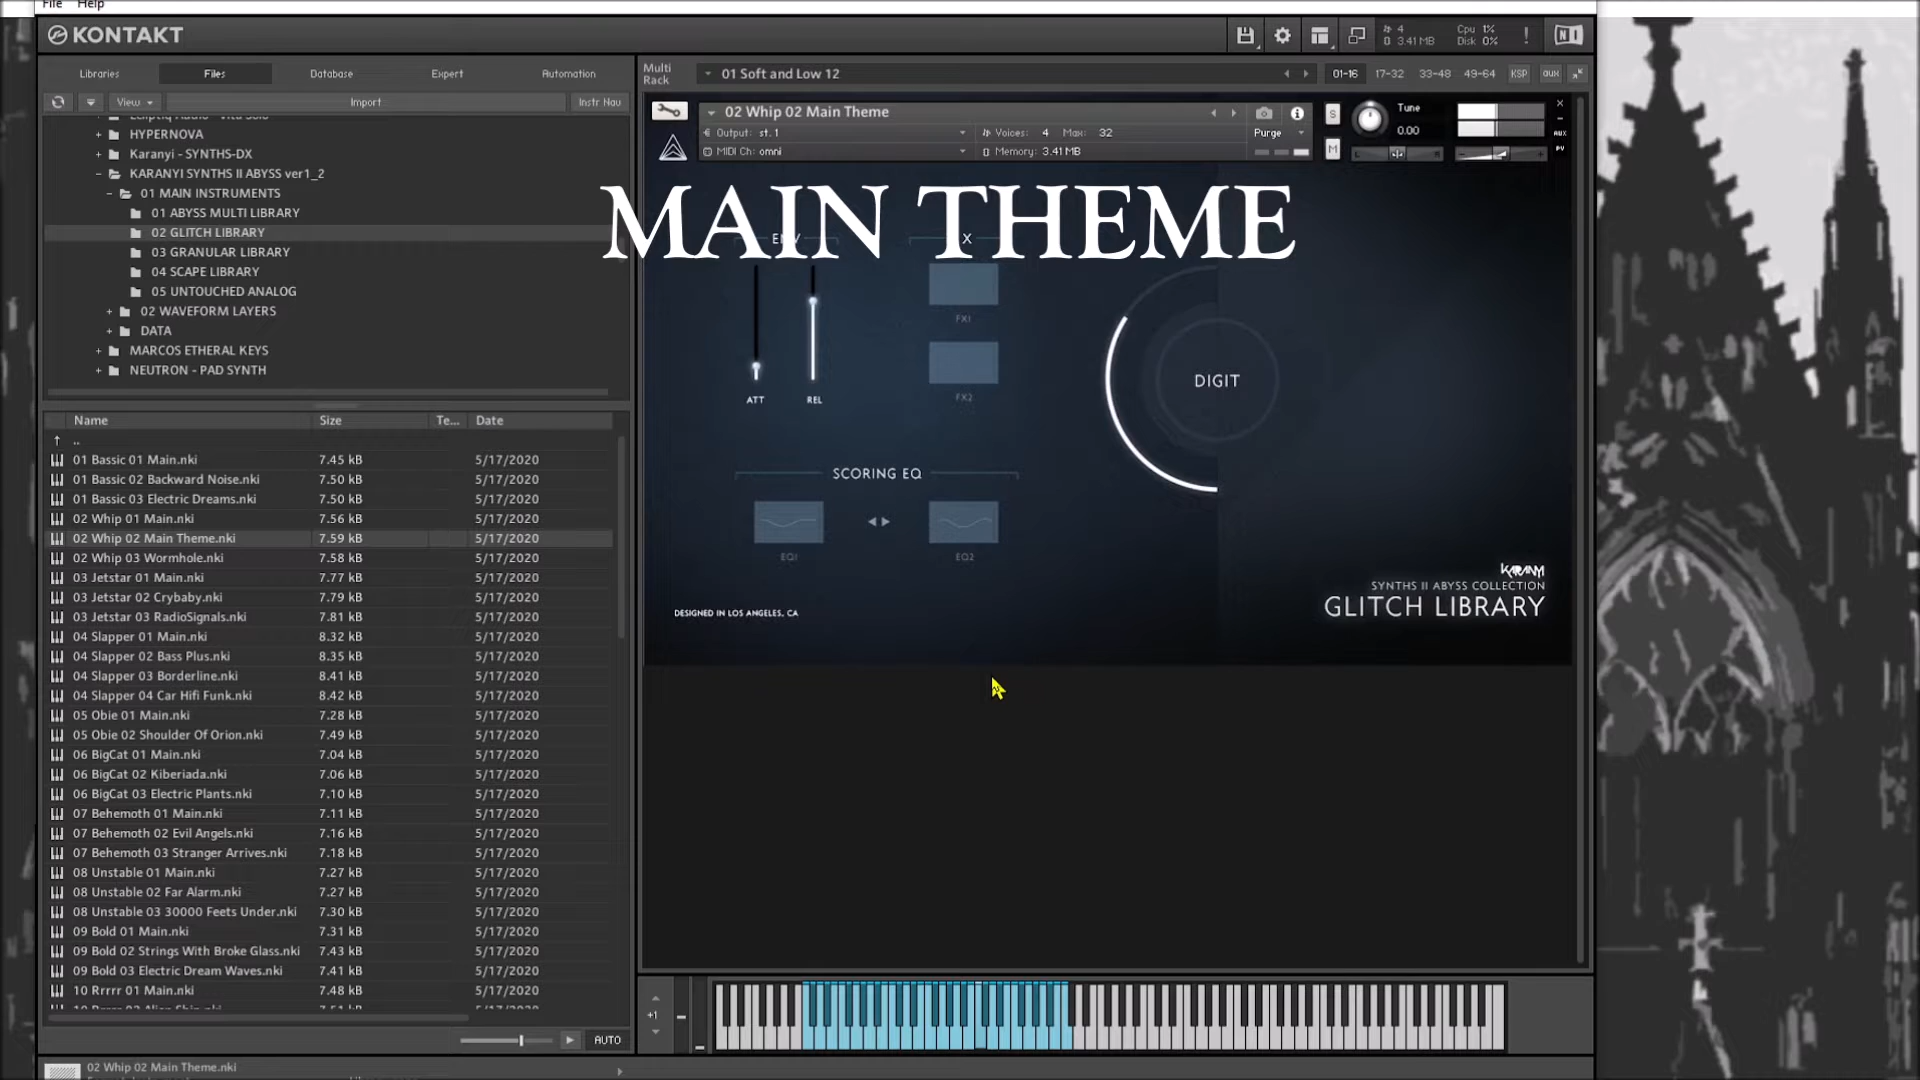 File Help
KONTAKT
4
3.41 MB
Cpu 1%
Disk 0%
!
NI
Libraries Files Database Expert Automation
View Import Instr Nav
HYPERNOVA
Karanyi - SYNTHS-DX
KARANYI SYNTHS II ABYSS ver1_2
01 MAIN INSTRUMENTS
01 ABYSS MULTI LIBRARY
02 GLITCH LIBRARY
03 GRANULAR LIBRARY
04 SCAPE LIBRARY
05 UNTOUCHED ANALOG
02 WAVEFORM LAYERS
DATA
MARCOS ETHERAL KEYS
NEUTRON - PAD SYNTH
Name Size Te... Date
..
01 Bassic 01 Main.nki 7.45 kB 5/17/2020
01 Bassic 02 Backward Noise.nki 7.50 kB 5/17/2020
01 Bassic 03 Electric Dreams.nki 7.50 kB 5/17/2020
02 Whip 01 Main.nki 7.56 kB 5/17/2020
02 Whip 02 Main Theme.nki 7.59 kB 5/17/2020
02 Whip 03 Wormhole.nki 7.58 kB 5/17/2020
03 Jetstar 01 Main.nki 7.77 kB 5/17/2020
03 Jetstar 02 Crybaby.nki 7.79 kB 5/17/2020
03 Jetstar 03 RadioSignals.nki 7.81 kB 5/17/2020
04 Slapper 01 Main.nki 8.32 kB 5/17/2020
04 Slapper 02 Bass Plus.nki 8.35 kB 5/17/2020
04 Slapper 03 Borderline.nki 8.41 kB 5/17/2020
04 Slapper 04 Car Hifi Funk.nki 8.42 kB 5/17/2020
05 Obie 01 Main.nki 7.28 kB 5/17/2020
05 Obie 02 Shoulder Of Orion.nki 7.49 kB 5/17/2020
06 BigCat 01 Main.nki 7.04 kB 5/17/2020
06 BigCat 02 Kiberiada.nki 7.06 kB 5/17/2020
06 BigCat 03 Electric Plants.nki 7.10 kB 5/17/2020
07 Behemoth 01 Main.nki 7.11 kB 5/17/2020
07 Behemoth 02 Evil Angels.nki 7.16 kB 5/17/2020
07 Behemoth 03 Stranger Arrives.nki 7.18 kB 5/17/2020
08 Unstable 01 Main.nki 7.27 kB 5/17/2020
08 Unstable 02 Far Alarm.nki 7.27 kB 5/17/2020
08 Unstable 03 30000 Feets Under.nki 7.30 kB 5/17/2020
09 Bold 01 Main.nki 7.31 kB 5/17/2020
09 Bold 02 Strings With Broke Glass.nki 7.43 kB 5/17/2020
09 Bold 03 Electric Dream Waves.nki 7.41 kB 5/17/2020
10 Rrrrr 01 Main.nki 7.48 kB 5/17/2020
AUTO
02 Whip 02 Main Theme.nki
Multi Rack
01 Soft and Low 12
01-16 17-32 33-48 49-64 KSP AUX
02 Whip 02 Main Theme
Output: st.1 Voices: 4 Max: 32 Purge
MIDI Ch: omni Memory: 3.41 MB
S
M
Tune
0.00
L R
AUX
PV
MAIN THEME
ATT REL
FX1
FX2
DIGIT
SCORING EQ
EQ1 EQ2
DESIGNED IN LOS ANGELES, CA
KARANYI
SYNTHS II ABYSS COLLECTION
GLITCH LIBRARY
+1